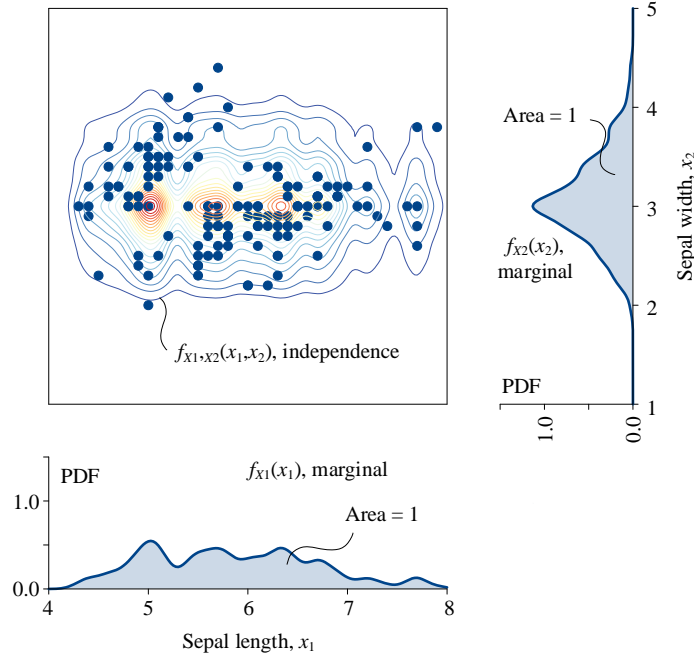 5
4
Area = 1
3
Sepal width, x2
fX2(x2),
marginal
2
fX1,X2(x1,x2), independence
PDF
1
1.0
0.0
PDF
fX1(x1), marginal
1.0
Area = 1
0.0
4
5
6
7
8
Sepal length, x1